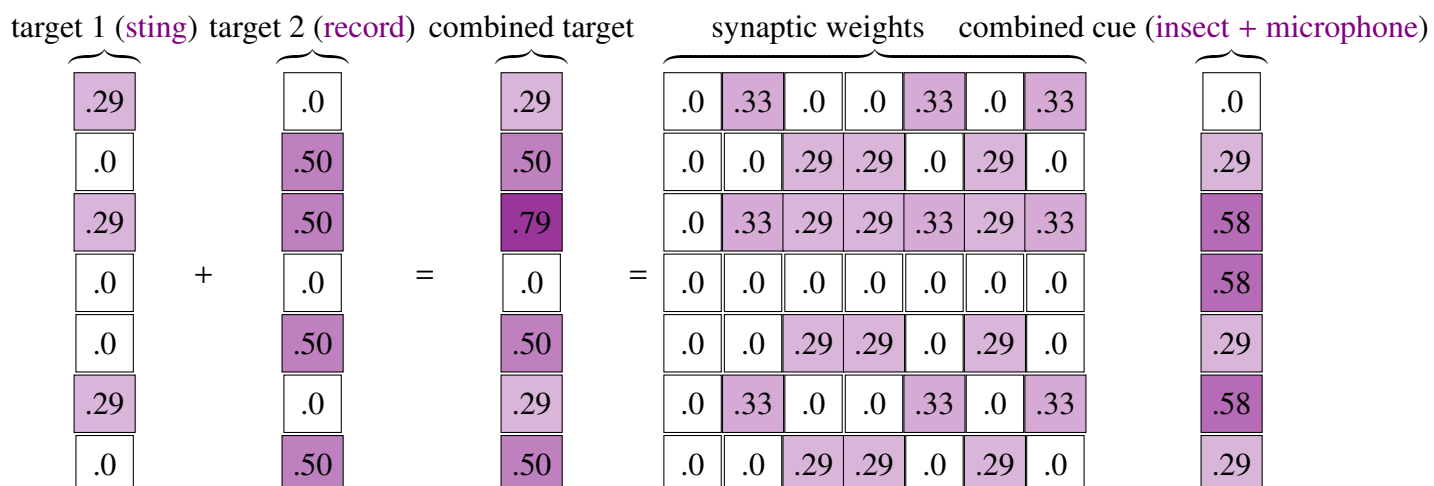 target 1 (sting) target 2 (record) combined target synaptic weights combined cue (insect + microphone)
.29 .0 .29 .0 .33 .0 .0 .33 .0 .33 .0
.0 .50 .50 .0 .0 .29 .29 .0 .29 .0 .29
.29 .50 .79 .0 .33 .29 .29 .33 .29 .33 .58
.0 + .0 = .0 = .0 .0 .0 .0 .0 .0 .0 .58
.0 .50 .50 .0 .0 .29 .29 .0 .29 .0 .29
.29 .0 .29 .0 .33 .0 .0 .33 .0 .33 .58
.0 .50 .50 .0 .0 .29 .29 .0 .29 .0 .29